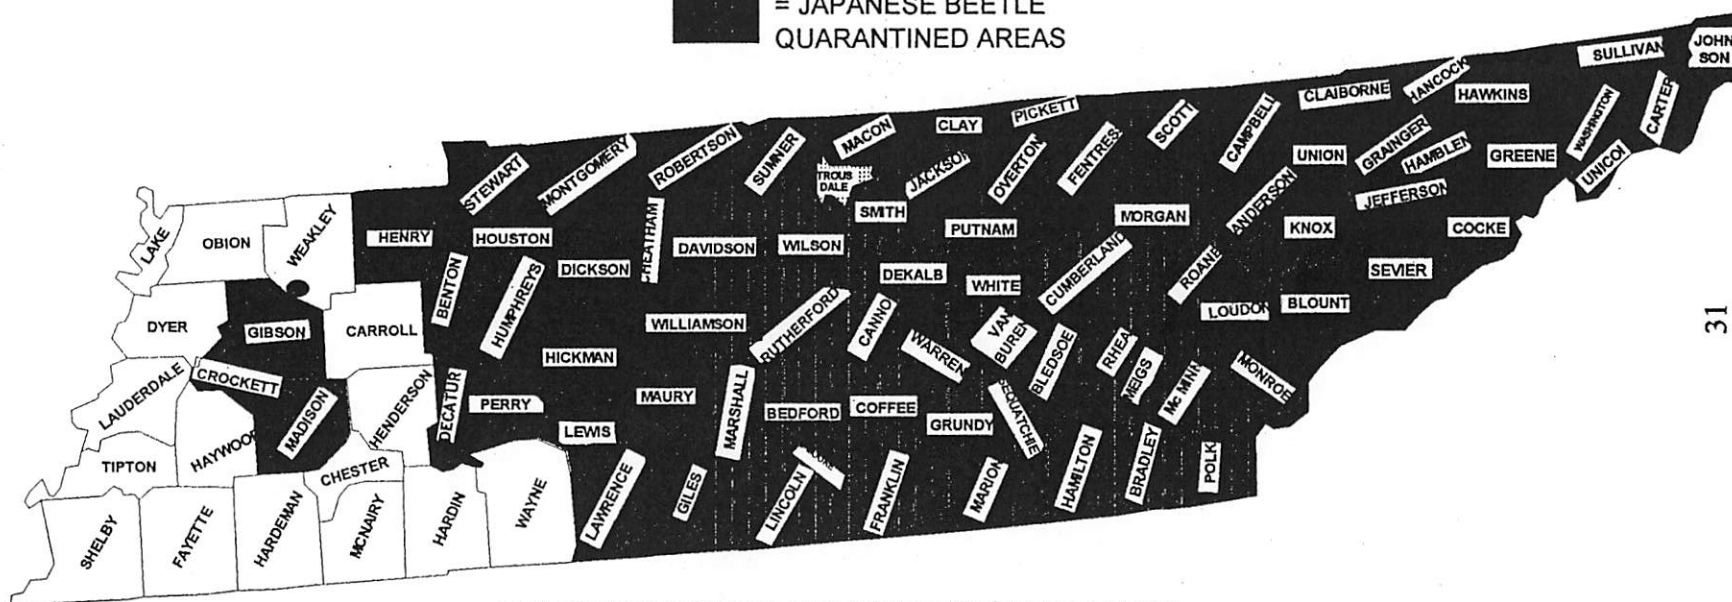 = JAPANESE BEETLE
QUARANTINED AREAS
SULLIVAN
JOHN
SON
CLAIBORNE
HANCOCK
HAWKINS
WASHINGTON
CARTER
PICKETT
CLAY
MACON
SCOTT
CAMPBELL
UNION
GRAINGER
HAMBLEN
GREENE
UNICOI
STEWART
MONTGOMERY
ROBERTSON
SUMNER
TROUS
DALE
JACKSON
OVERTON
FENTRES
ANDERSON
JEFFERSON
LAKE
OBION
WEAKLEY
HENRY
HOUSTON
CHEATHAM
DAVIDSON
WILSON
SMITH
PUTNAM
MORGAN
KNOX
COCKE
BENTON
HUMPHREYS
DICKSON
DEKALB
WHITE
CUMBERLAND
ROANE
SEVIER
DYER
GIBSON
CARROLL
WILLIAMSON
RUTHERFORD
CANNO
WARREN
VAN
BUREN
BLEDSOE
RHEA
MEIGS
LOUDON
BLOUNT
31
HICKMAN
LAUDERDALE
CROCKETT
MADISON
HENDERSON
DECATUR
PERRY
LEWIS
MAURY
MARSHALL
BEDFORD
COFFEE
GRUNDY
SEQUATCHIE
Mc MINN
MONROE
TIPTON
HAYWOOD
CHESTER
SHELBY
FAYETTE
HARDEMAN
MCNAIRY
HARDIN
WAYNE
LAWRENCE
GILES
LINCOLN
FRANKLIN
MARION
HAMILTON
BRADLEY
POLK